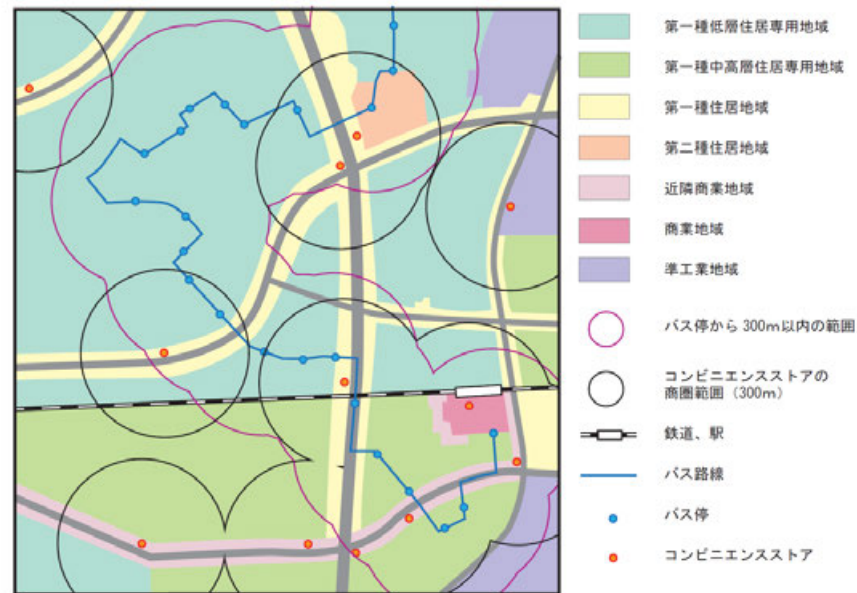 第一種低層住居専用地域
第一種中高層住居専用地域
第一種住居地域
第二種住居地域
近隣商業地域
商業地域
準工業地域
バス停から 300m以内の範囲
コンビニエンスストアの
商圏範囲（300m）
鉄道、駅
バス路線
バス停
コンビニエンスストア